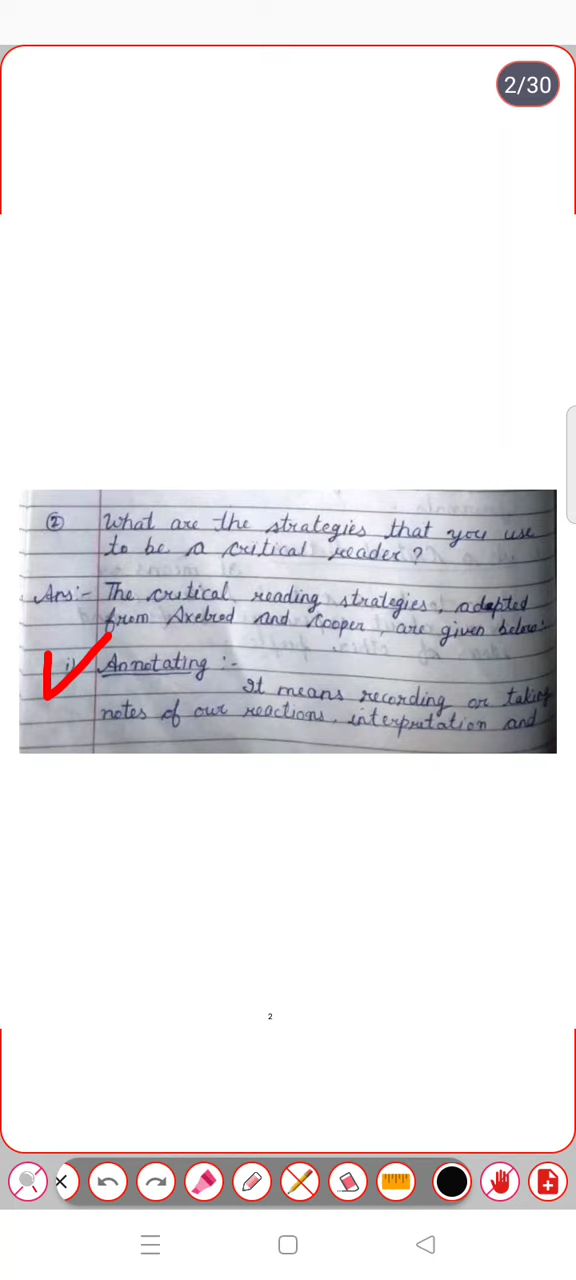 2/30
② What are the strategies that you use
to be a critical reader?
Ans:- The critical reading strategies, adapted
from Axelred and Cooper, are given below:
i) Annotating :-
It means recording or taking
notes of our reactions, interpretation and
2